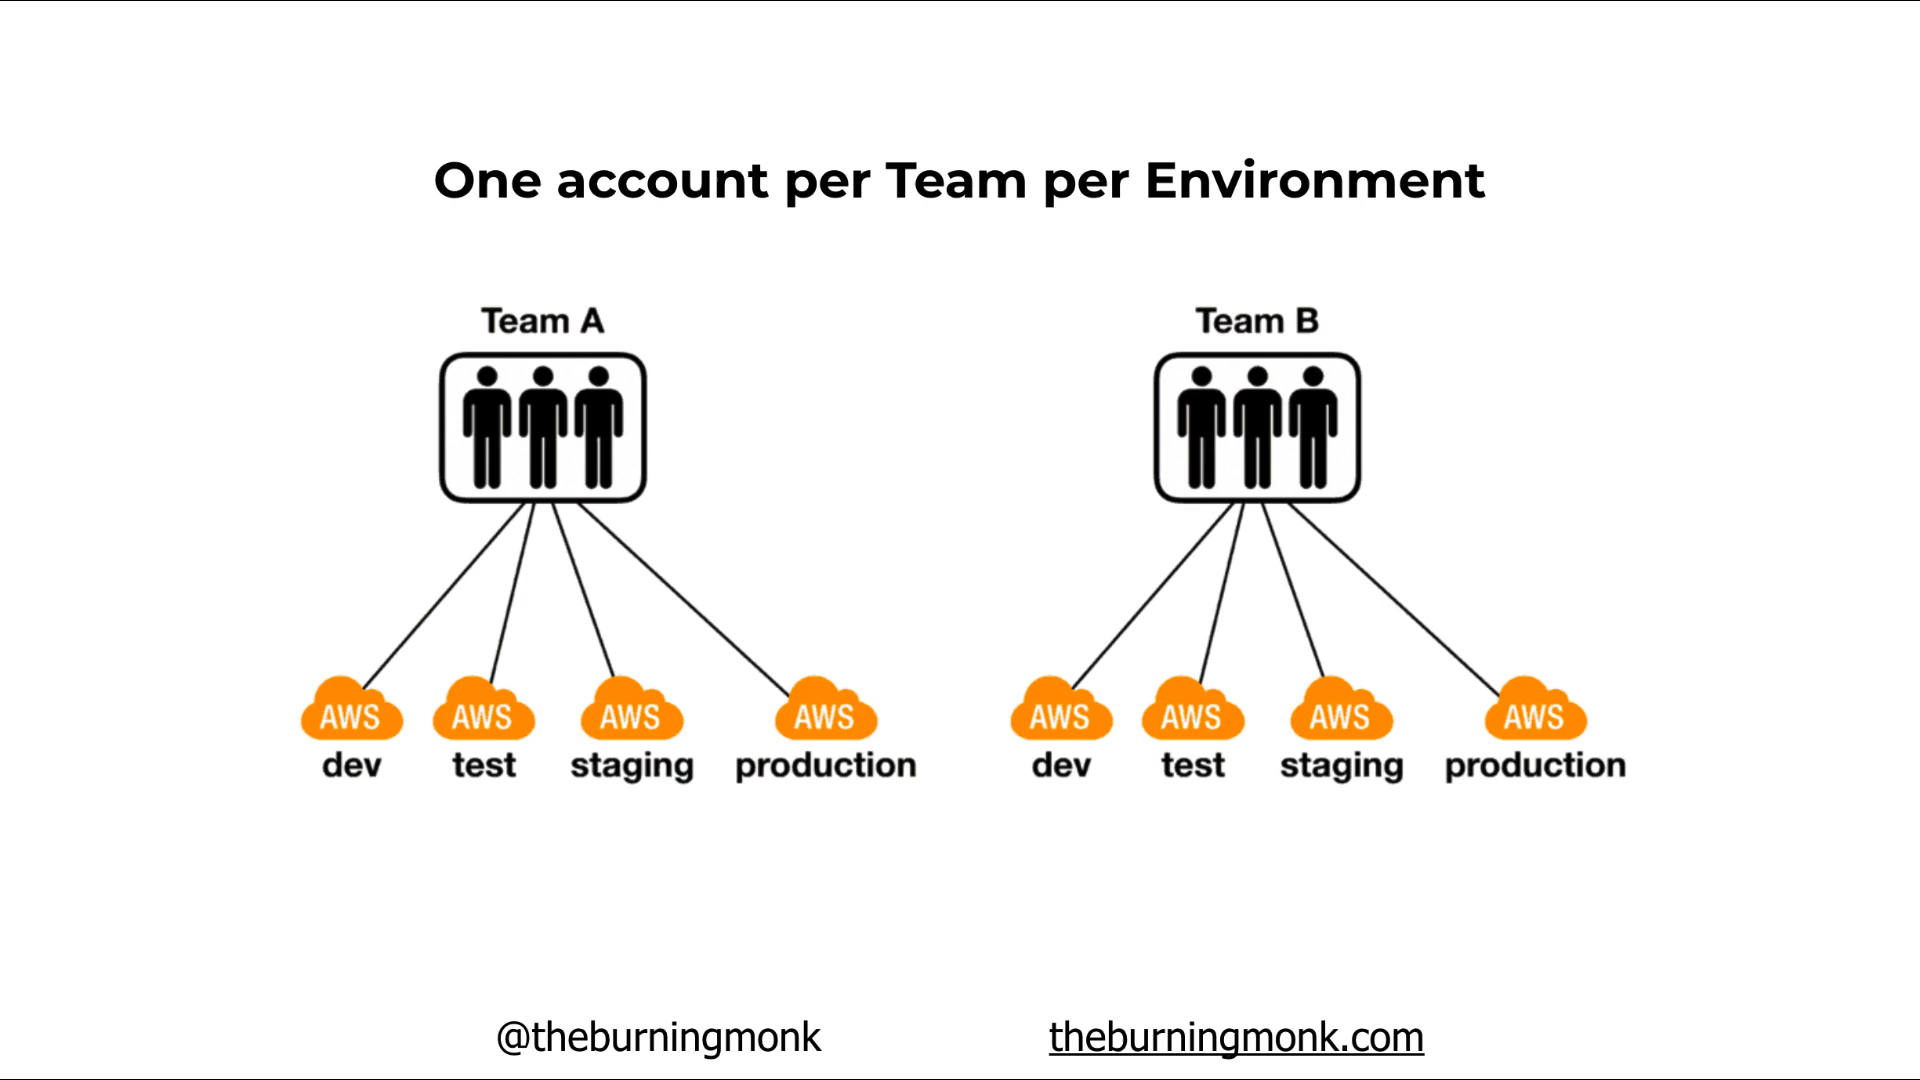 One account per Team per Environment
Team A
Team B
AWS AWS AWS AWS
dev test staging production
AWS AWS AWS AWS
dev test staging production
@theburningmonk
theburningmonk.com